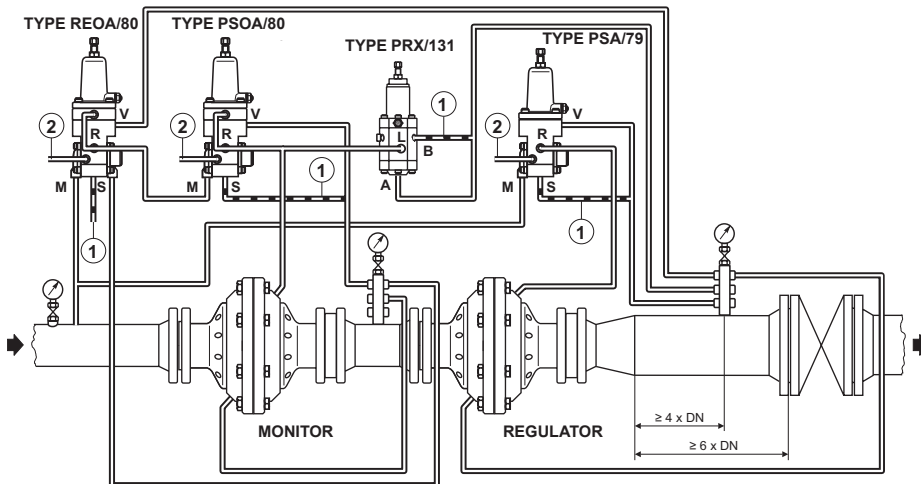 TYPE REOA/80
TYPE PSOA/80
TYPE PRX/131
TYPE PSA/79
V
V
V
1
2
2
2
R
R
L
R
B
M
S
M
S
A
M
S
1
1
1
MONITOR
REGULATOR
≥ 4 x DN
≥ 6 x DN